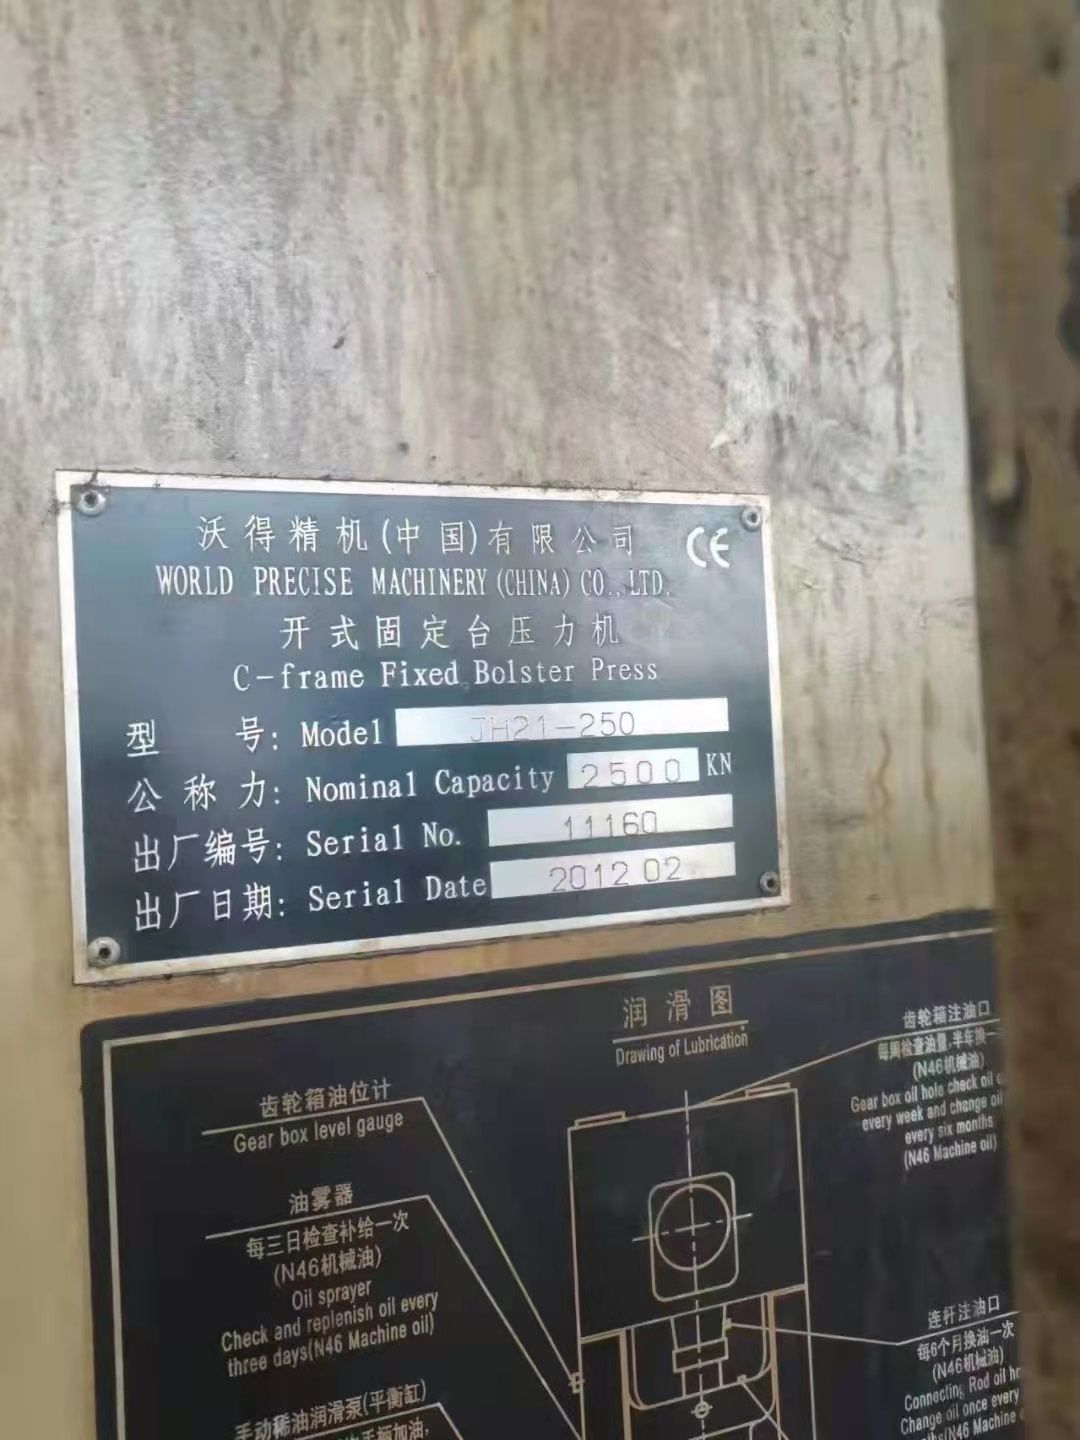 沃得精机(中国)有限公司
CE
WORLD PRECISE MACHINERY (CHINA) CO., LTD.
开式固定台压力机
C-frame Fixed Bolster Press
型 号: Model JH21-250
公 称 力: Nominal Capacity 2500 KN
出厂编号: Serial No. 11160
出厂日期: Serial Date 2012 02
润滑图
Drawing of Lubrication
齿轮箱油位计
Gear box level gauge
油雾器
每三日检查补给一次
(N46机械油)
Oil sprayer
Check and replenish oil every
three days(N46 Machine oil)
手动稀油润滑泵(平衡缸)
齿轮箱注油口
每周检查油量,半年换一
(N46机械油)
Gear box oil hole check oil
every week and change oil
every six months
(N46 Machine oil)
连杆注油口
每6个月换油一次
(N46机械油)
Connecting Rod oil
Change oil once every
(N46 Machine